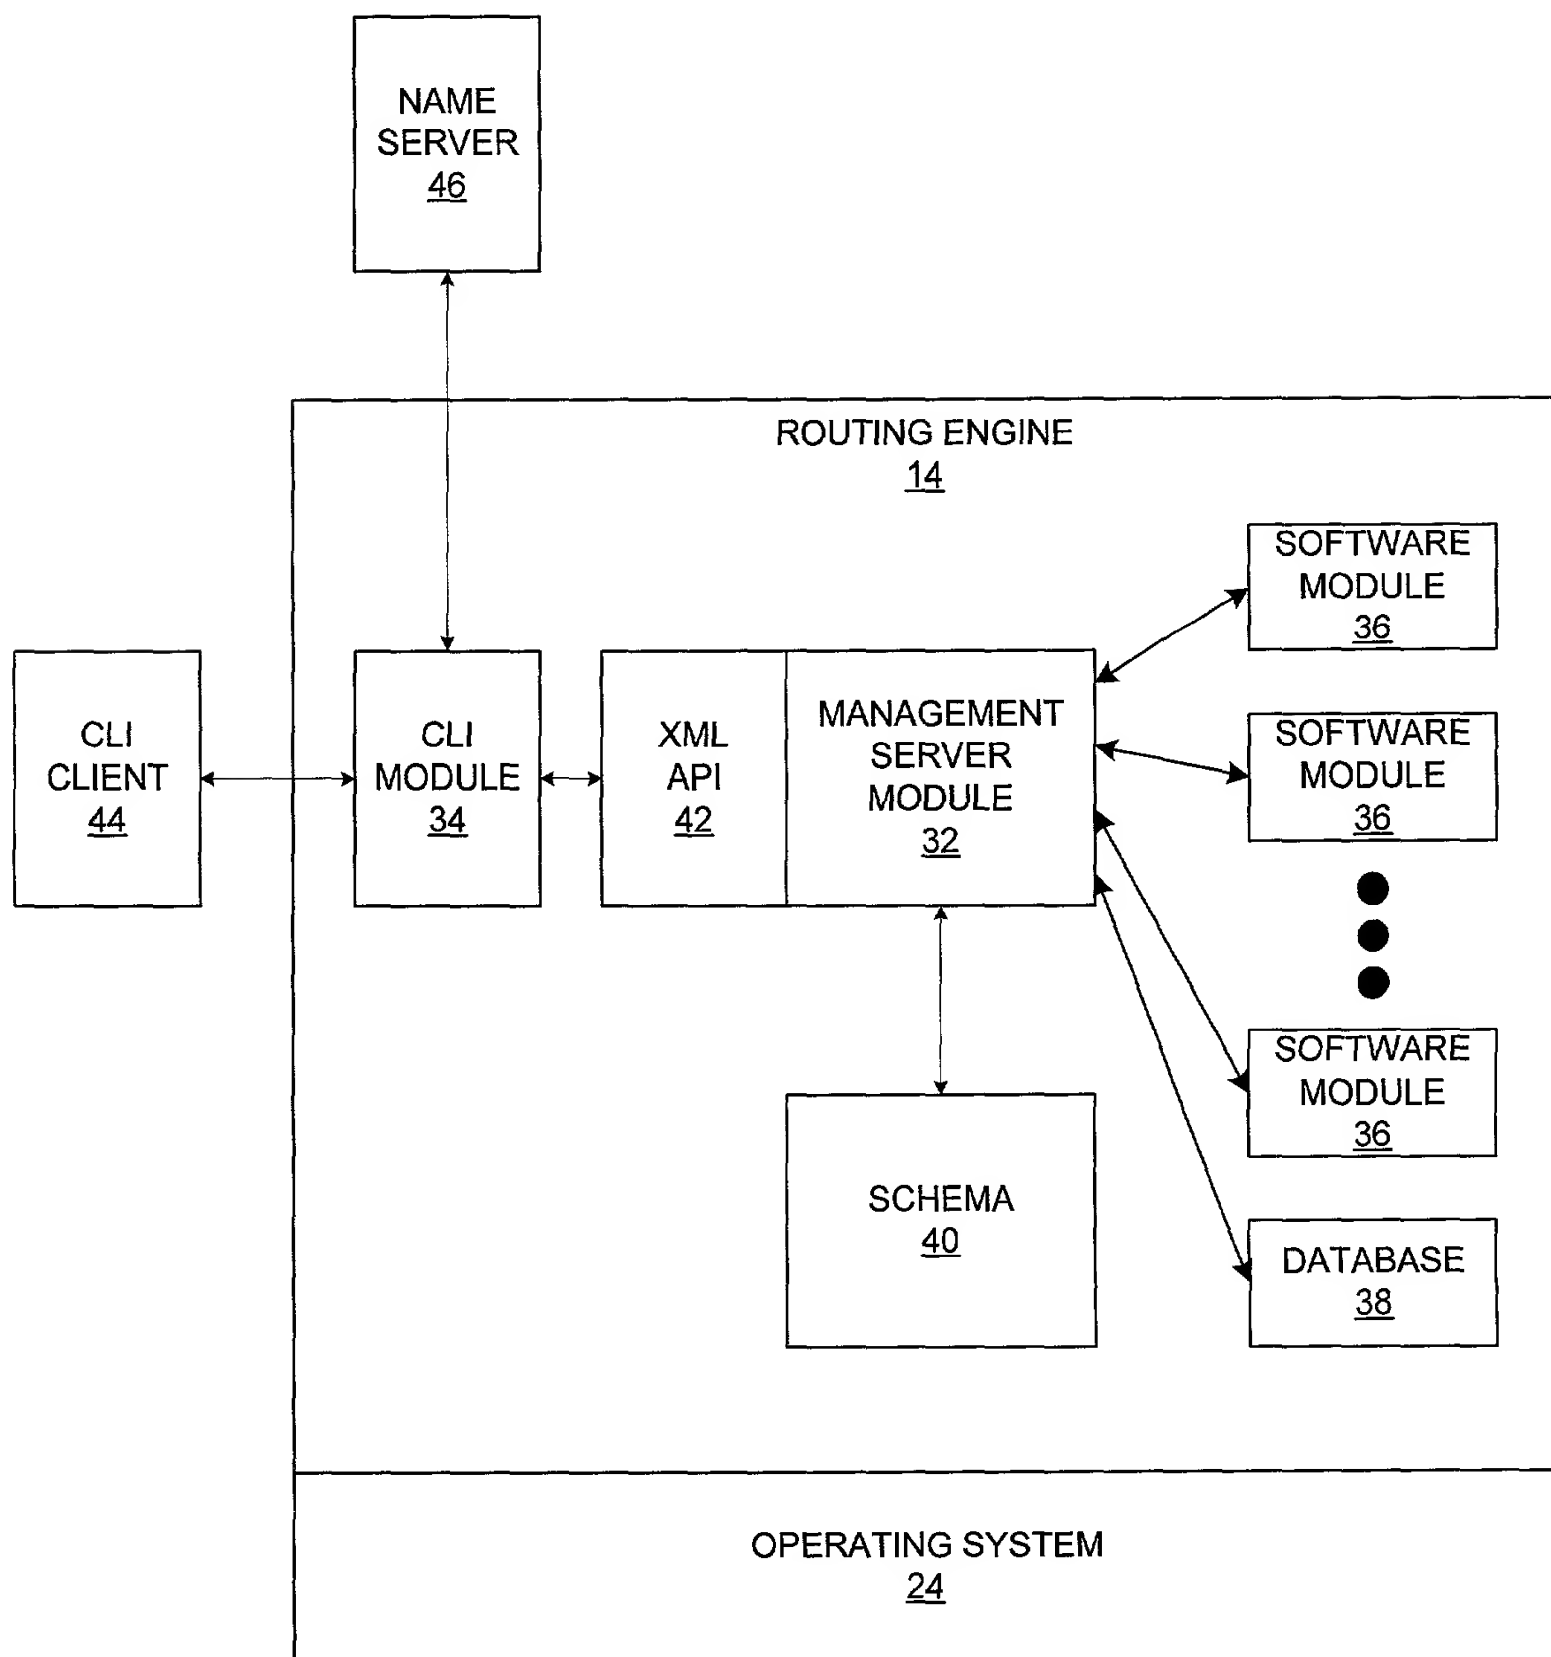 NAME
SERVER
46
ROUTING ENGINE
14
SOFTWARE
MODULE
36
CLI
CLIENT
44
CLI
MODULE
34
XML
API
42
MANAGEMENT
SERVER
MODULE
32
SOFTWARE
MODULE
36
SOFTWARE
MODULE
36
SCHEMA
40
DATABASE
38
OPERATING SYSTEM
24